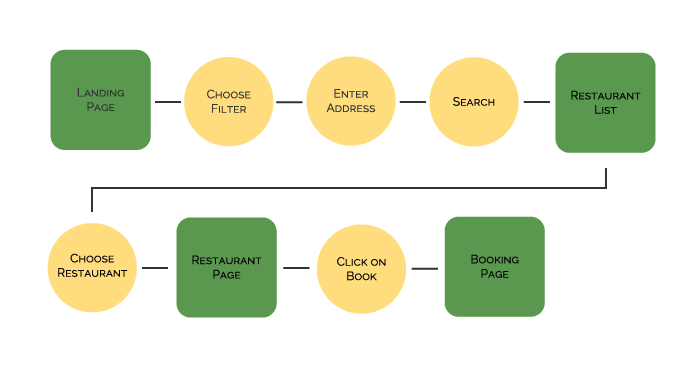 Landing
Page
Choose
Filter
Enter
Address
Search
Restaurant
List
Choose
Restaurant
Restaurant
Page
Click on
Book
Booking
Page